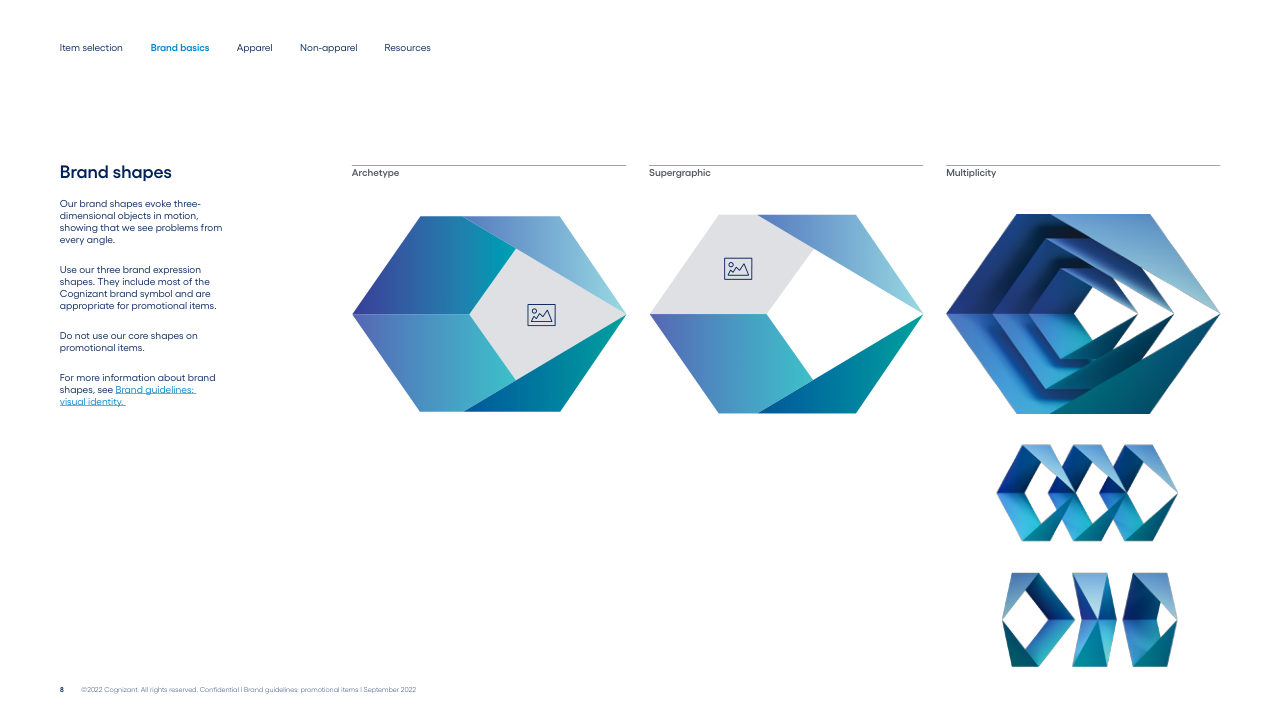 Item selection Brand basics Apparel Non-apparel Resources
Brand shapes
Our brand shapes evoke three-
dimensional objects in motion,
showing that we see problems from
every angle.
Use our three brand expression
shapes. They include most of the
Cognizant brand symbol and are
appropriate for promotional items.
Do not use our core shapes on
promotional items.
For more information about brand
shapes, see Brand guidelines:
visual identity.
Archetype
Supergraphic
Multiplicity
8 ©2022 Cognizant. All rights reserved. Confidential I Brand guidelines: promotional items I September 2022